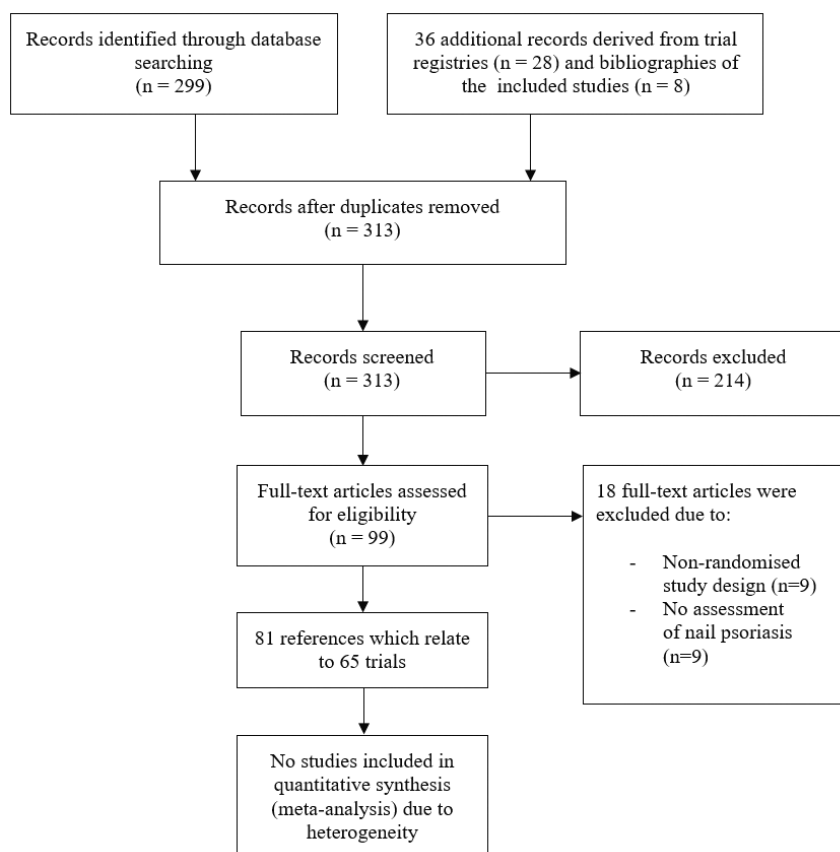 Records identified through database
searching
(n = 299)
36 additional records derived from trial
registries (n = 28) and bibliographies of
the included studies (n = 8)
Records after duplicates removed
(n = 313)
Records screened
(n = 313)
Records excluded
(n = 214)
Full-text articles assessed
for eligibility
(n = 99)
18 full-text articles were
excluded due to:
- Non-randomised
study design (n=9)
- No assessment
of nail psoriasis
(n=9)
81 references which relate
to 65 trials
No studies included in
quantitative synthesis
(meta-analysis) due to
heterogeneity